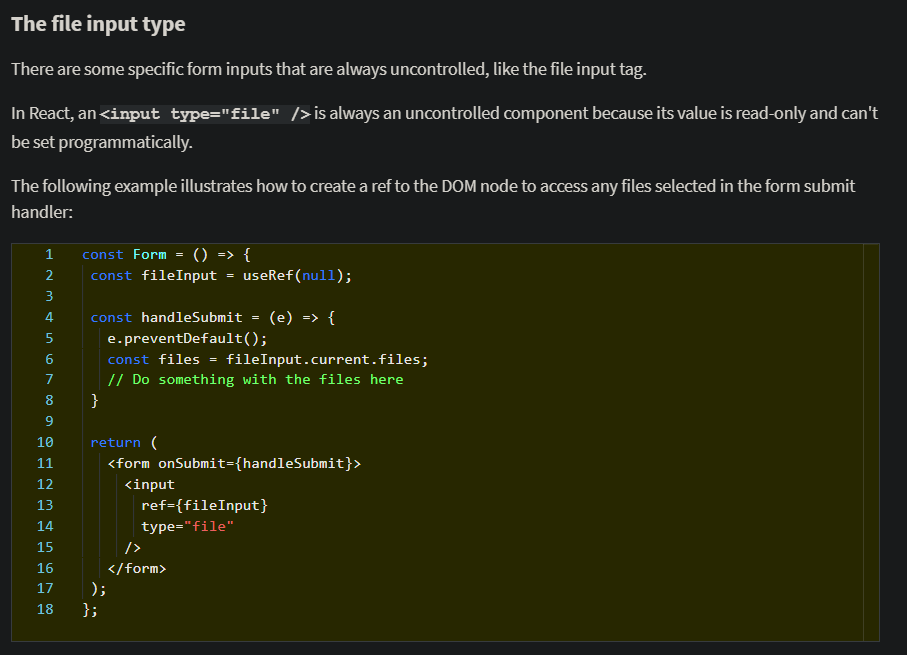 The file input type
There are some specific form inputs that are always uncontrolled, like the file input tag.
In React, an <input type="file" /> is always an uncontrolled component because its value is read-only and can't
be set programmatically.
The following example illustrates how to create a ref to the DOM node to access any files selected in the form submit
handler:
1 const Form = () => {
2 const fileInput = useRef(null);
3
4 const handleSubmit = (e) => {
5 e.preventDefault();
6 const files = fileInput.current.files;
7 // Do something with the files here
8 }
9
10 return (
11 <form onSubmit={handleSubmit}>
12 <input
13 ref={fileInput}
14 type="file"
15 />
16 </form>
17 );
18 };